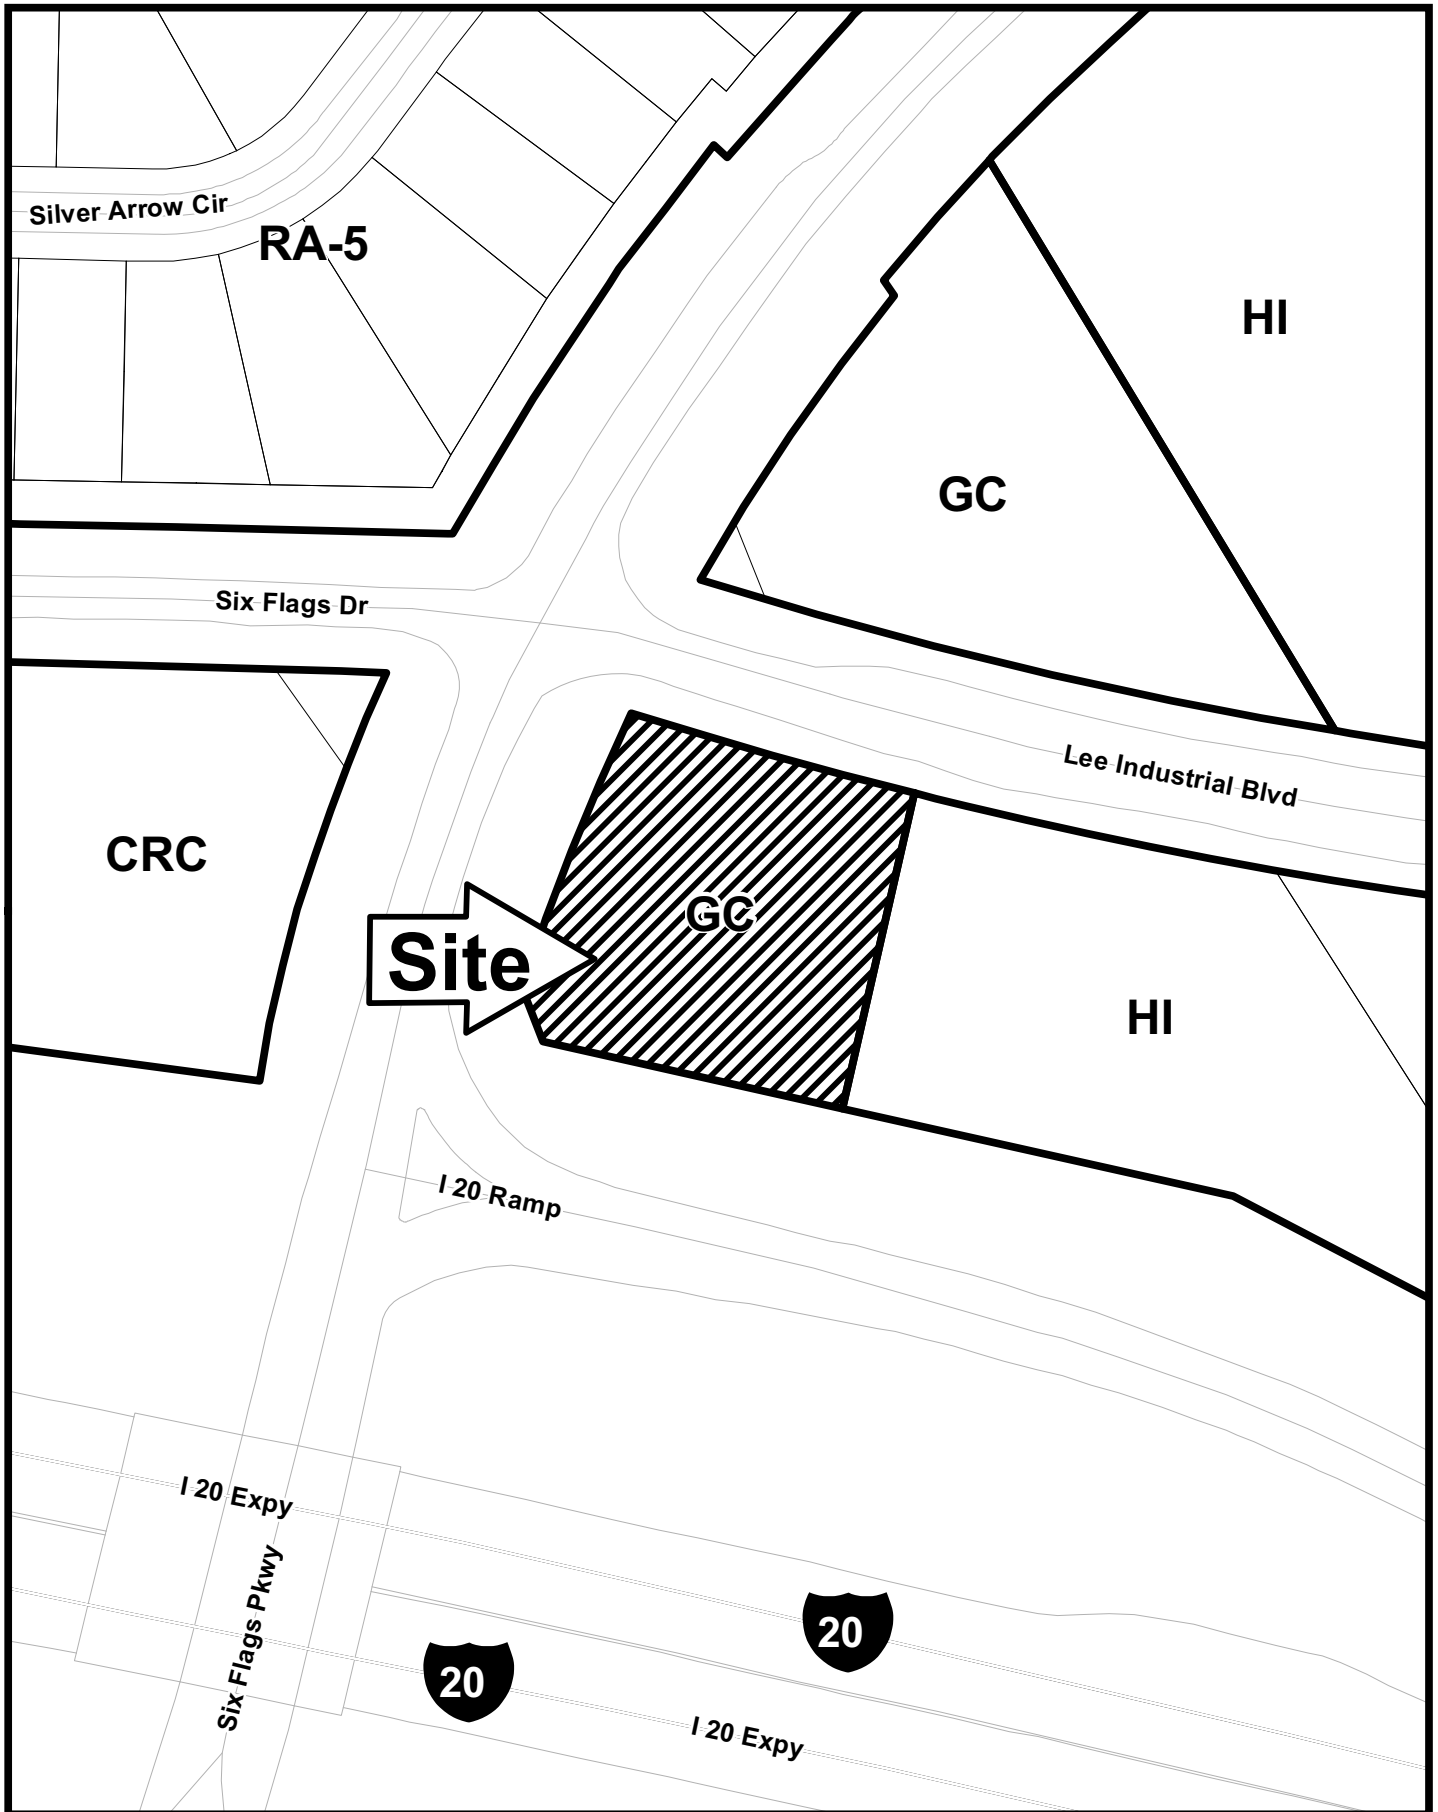 Silver Arrow Cir
RA-5
HI
GC
Six Flags Dr
Lee Industrial Blvd
CRC
GC
Site
HI
I 20 Ramp
I 20 Expy
Six Flags Pkwy
20
20
I 20 Expy